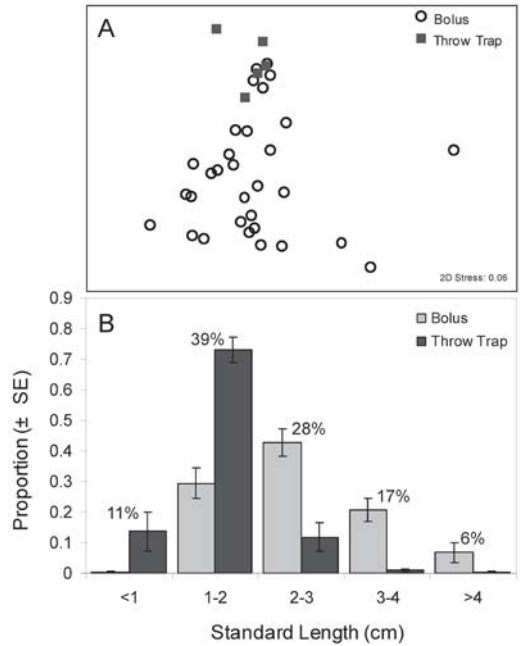 A
Bolus
Throw Trap
2D Stress: 0.06
B
Bolus
Throw Trap
Proportion (± SE)
0.9
0.8
0.7
0.6
0.5
0.4
0.3
0.2
0.1
0
11%
39%
28%
17%
6%
<1
1-2
2-3
3-4
>4
Standard Length (cm)